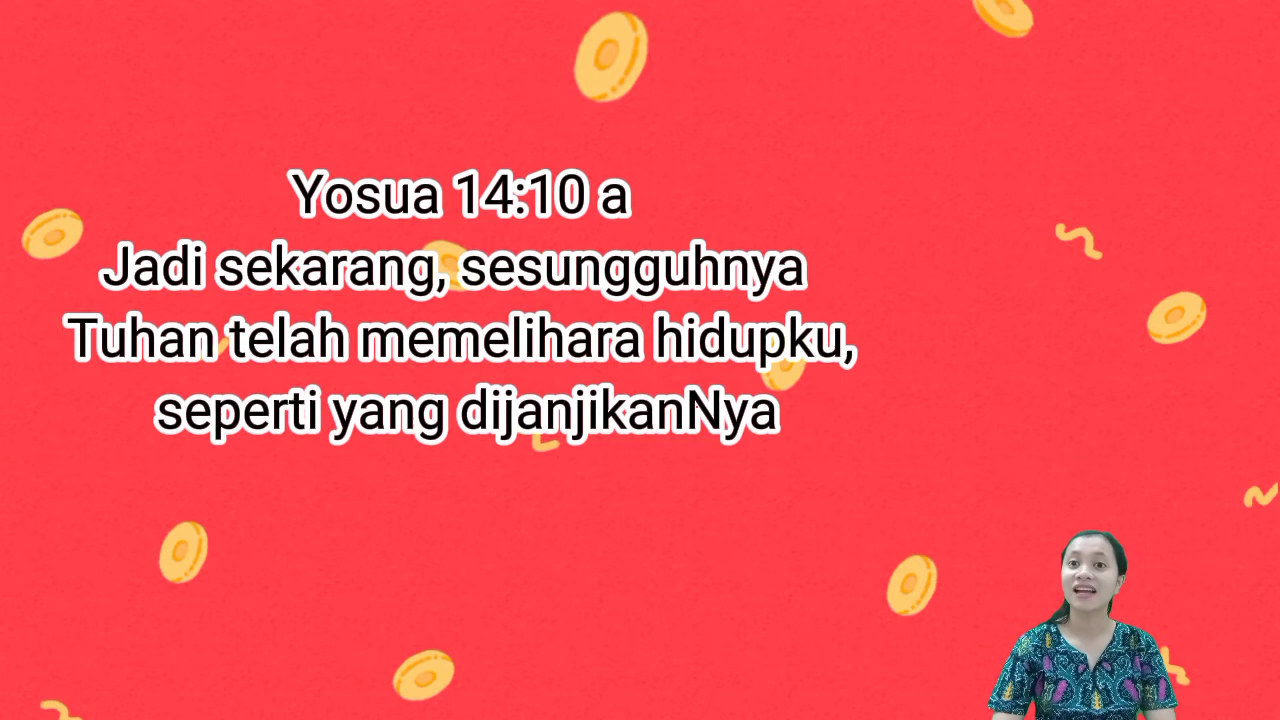 Yosua 14:10 a
Jadi sekarang, sesungguhnya
Tuhan telah memelihara hidupku,
seperti yang dijanjikanNya